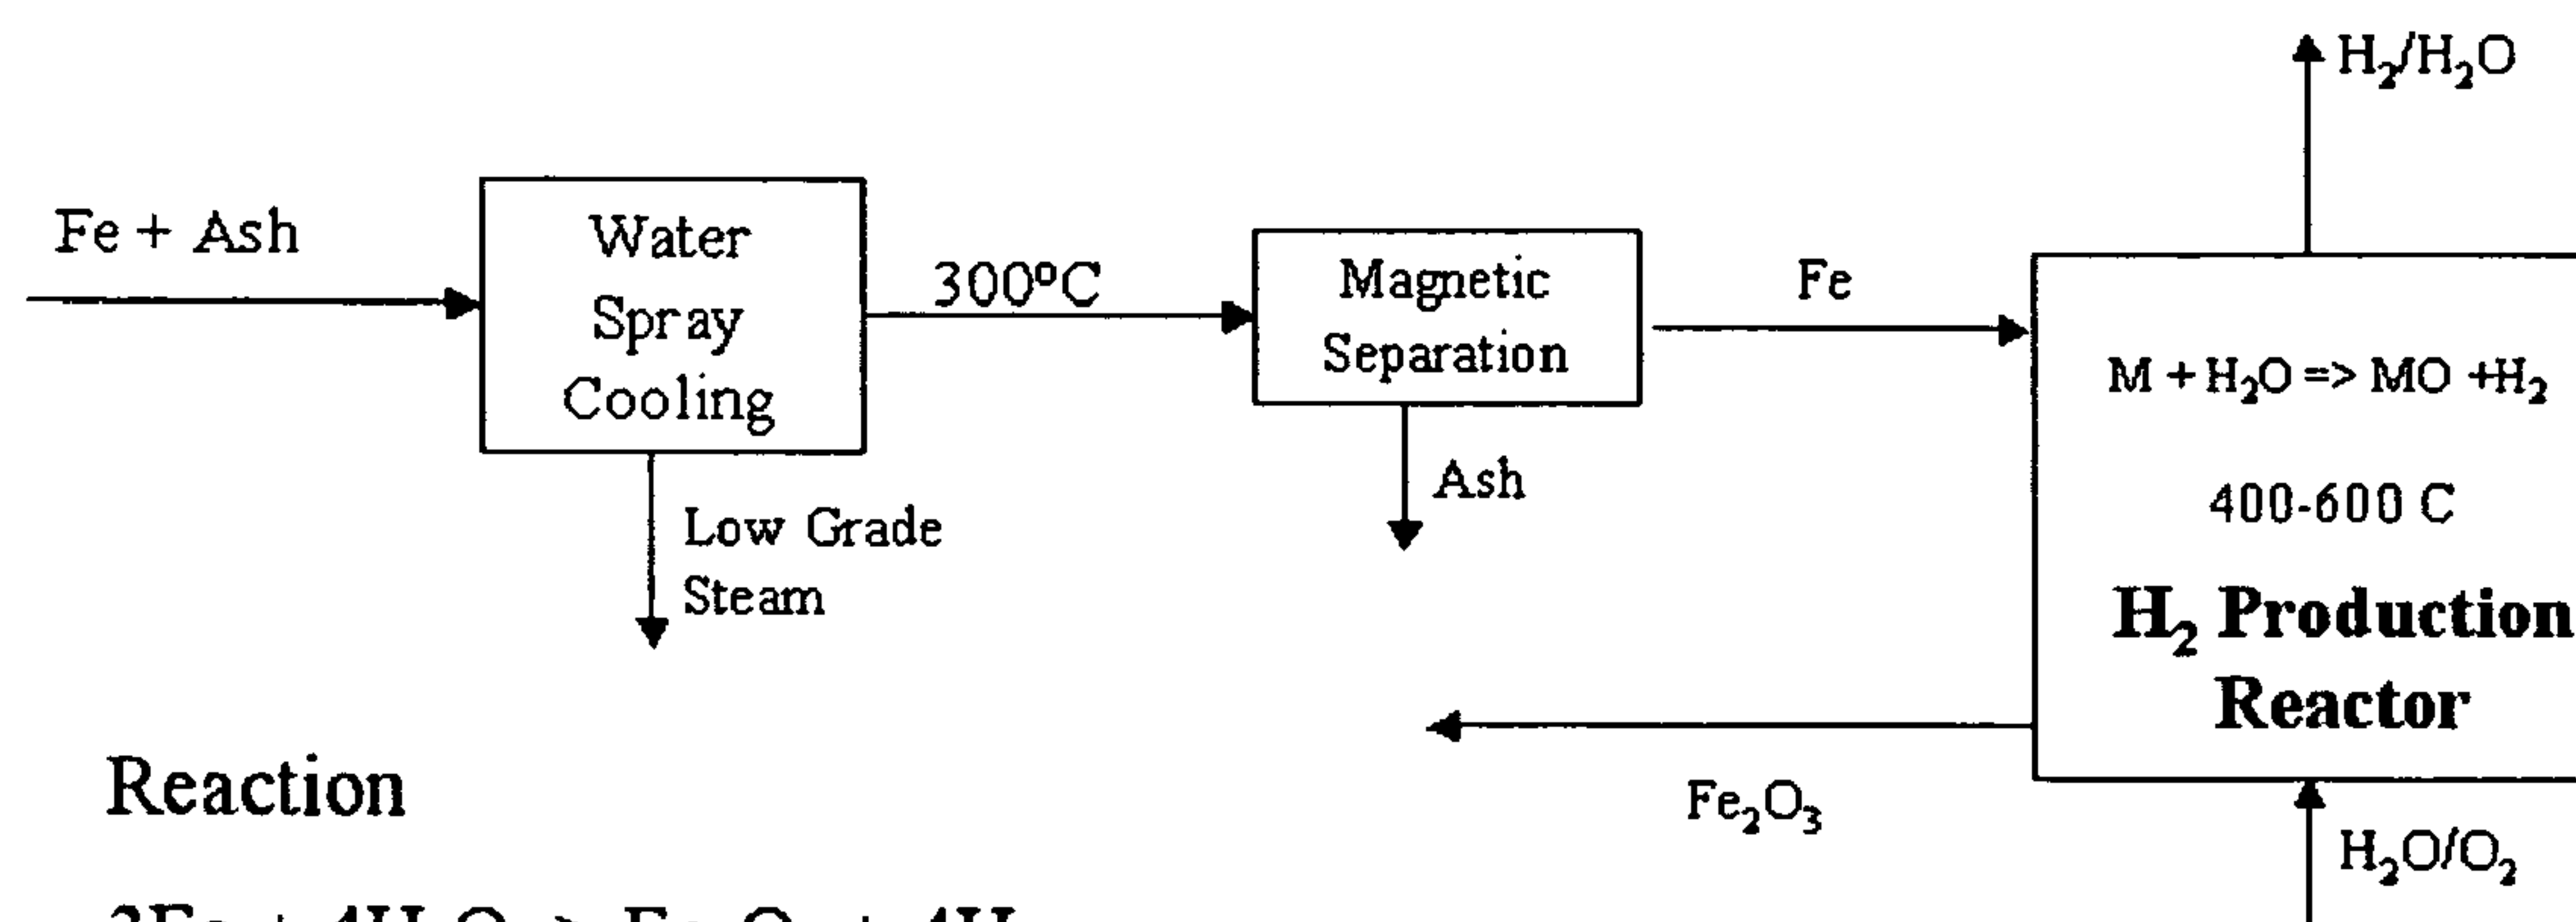 H₂/H₂O
Fe + Ash
Water
Spray
Cooling
300ºC
Magnetic
Separation
Fe
M + H₂O => MO +H₂
400-600 C
H₂ Production
Reactor
Ash
Low Grade
Steam
Fe₂O₃
H₂O/O₂
Reaction